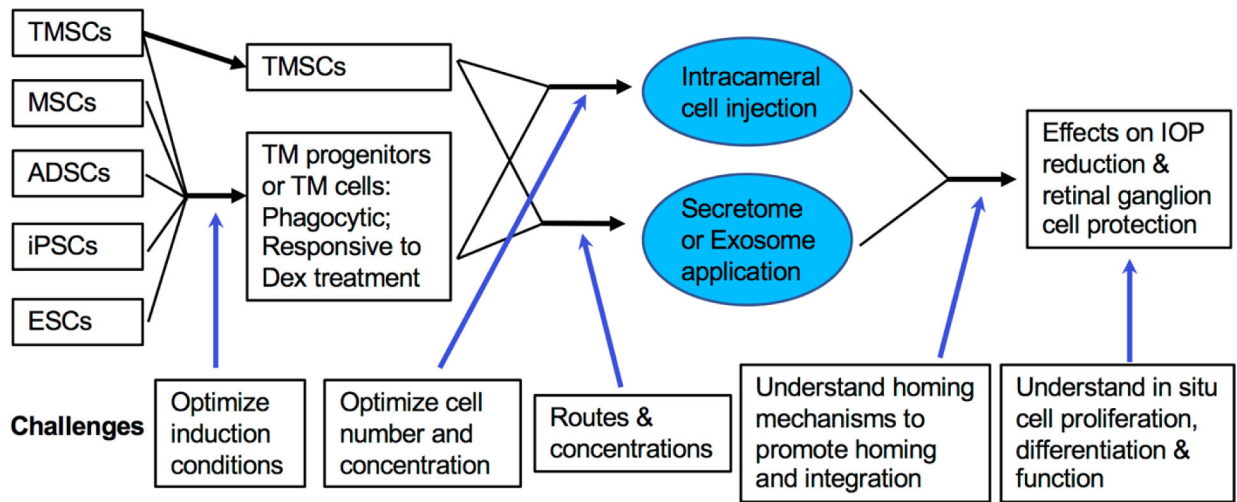 TMSCs
MSCs
ADSCs
iPSCs
ESCs
TMSCs
TM progenitors
or TM cells:
Phagocytic;
Responsive to
Dex treatment
Intracameral
cell injection
Secretome
or Exosome
application
Effects on IOP
reduction &
retinal ganglion
cell protection
Challenges
Optimize
induction
conditions
Optimize cell
number and
concentration
Routes &
concentrations
Understand homing
mechanisms to
promote homing
and integration
Understand in situ
cell proliferation,
differentiation &
function